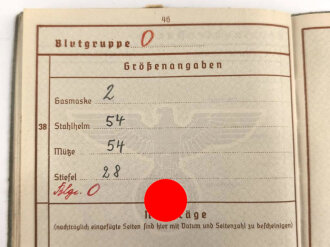 46
Blutgruppe O
Größenangaben
Gasmaske 2
38
Stahlhelm 54
Mütze 54
Stiefel 28
Blgr. O
(nachträglich eingefügte Seiten sind hier mit Datum und Seitenzahl zu bescheinigen)